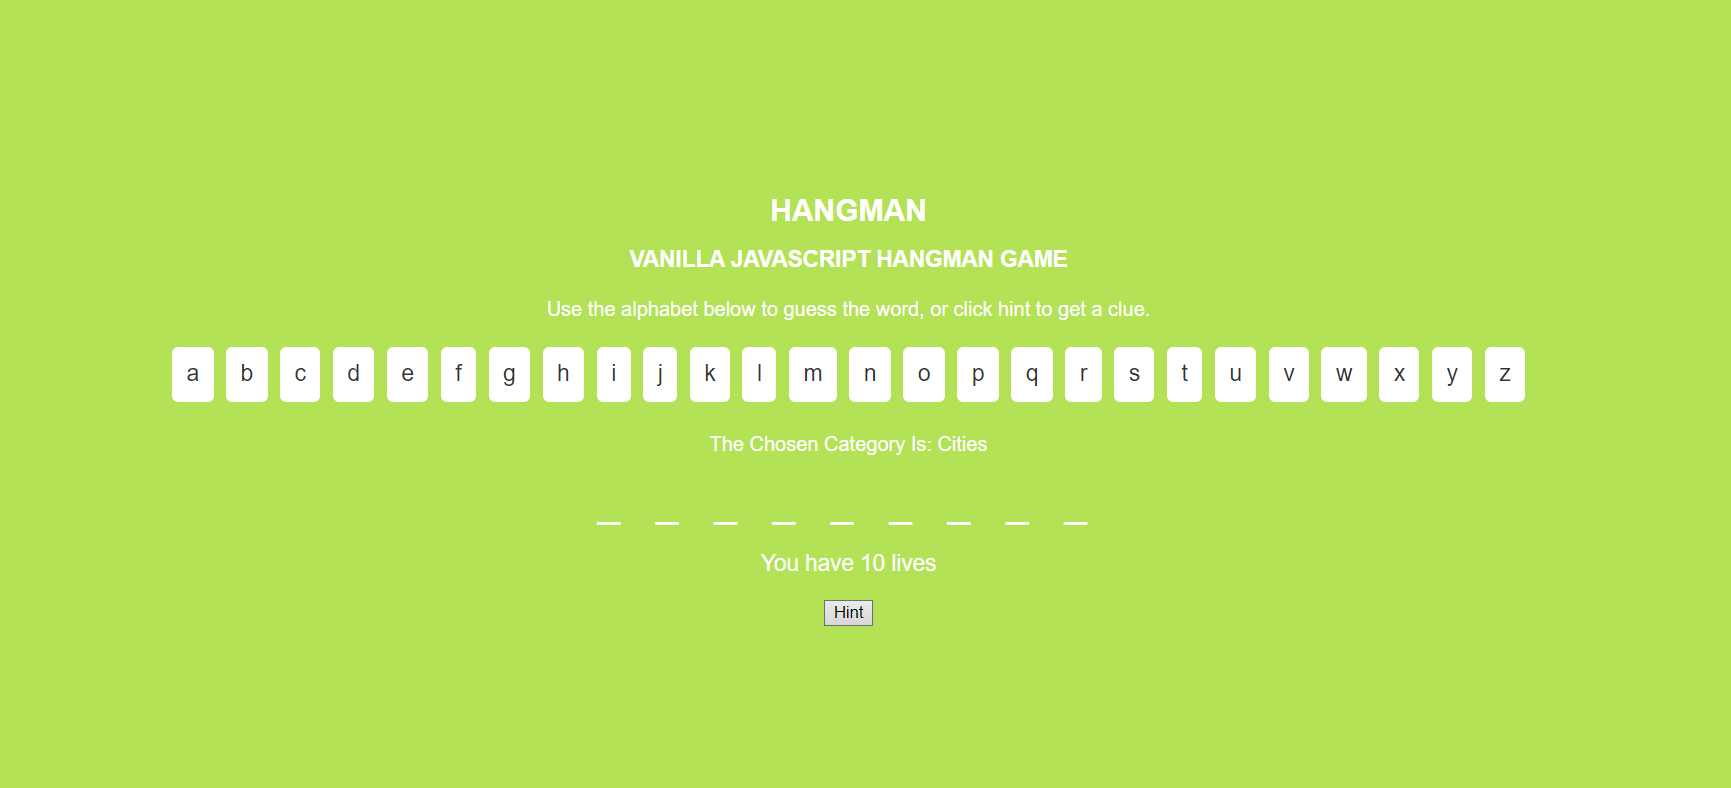 HANGMAN
VANILLA JAVASCRIPT HANGMAN GAME
Use the alphabet below to guess the word, or click hint to get a clue.
a b c d e f g h i j k l m n o p q r s t u v w x y z
The Chosen Category Is: Cities
_ _ _ _ _ _ _ _ _
You have 10 lives
Hint